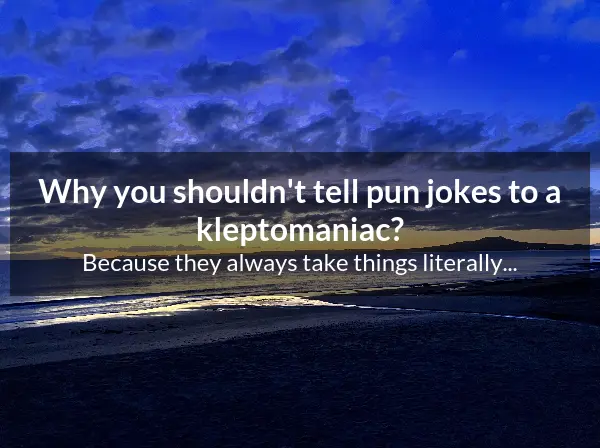 Why you shouldn't tell pun jokes to a
kleptomaniac?
Because they always take things literally...